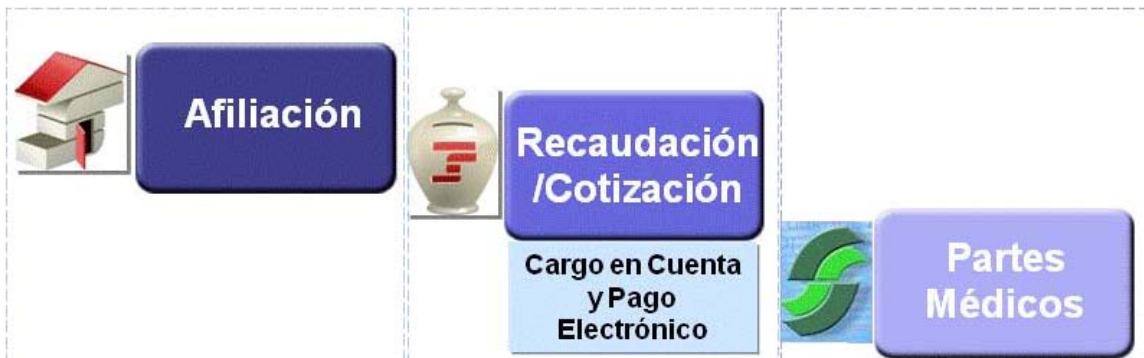 Afiliación
Recaudación
/Cotización
Cargo en Cuenta
y Pago
Electrónico
Partes
Médicos